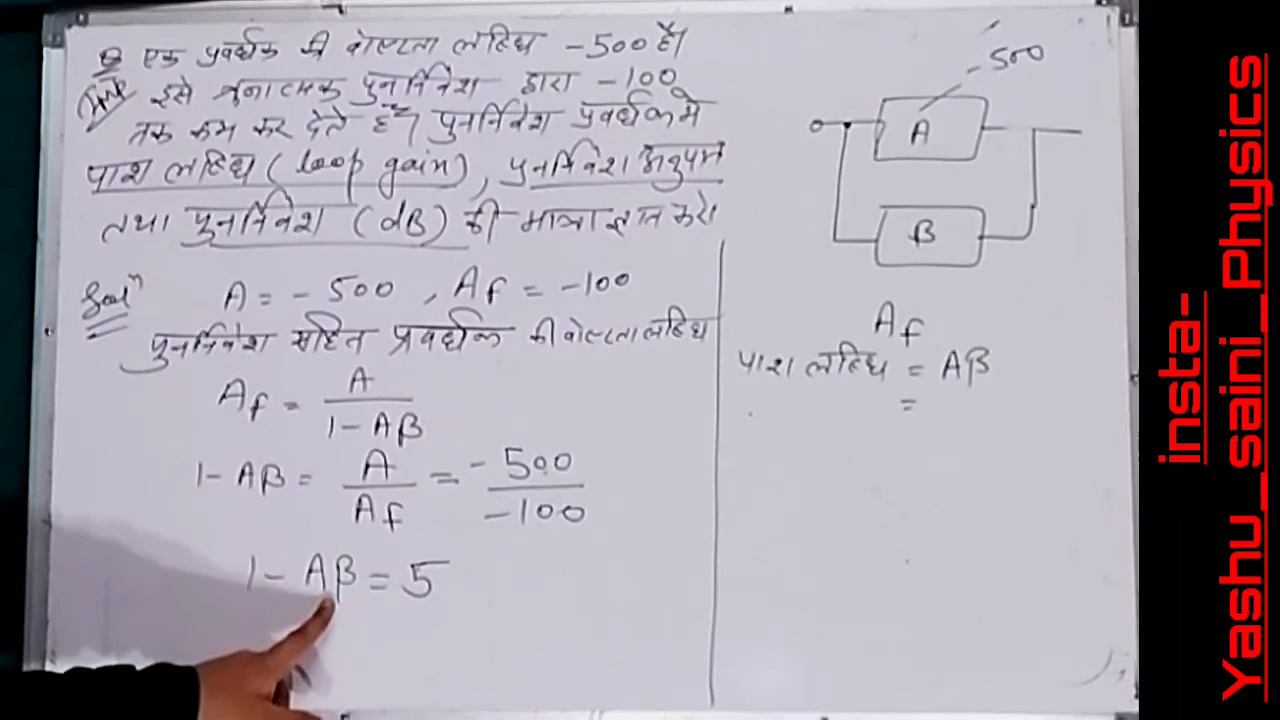 एक प्रवर्धक की वोल्टता लब्धि -500 है।
इसे ऋणात्मक पुनर्निवेश द्वारा -100
तक कम कर देते हैं, पुनर्निवेश प्रवर्धक मे
पाश लब्धि (loop gain), पुनर्निवेश अनुपात
तथा पुनर्निवेश (dB) की मात्रा ज्ञात करो
Solⁿ A = - 500 , Af = -100
पुनर्निवेश सहित प्रवर्धक की वोल्टता लब्धि
Af = A / 1 - Aβ
1 - Aβ = A / Af = -500 / -100
1 - Aβ = 5
-500
A
B
Af
पाश लब्धि = Aβ
=
insta-
Yashu_saini_Physics